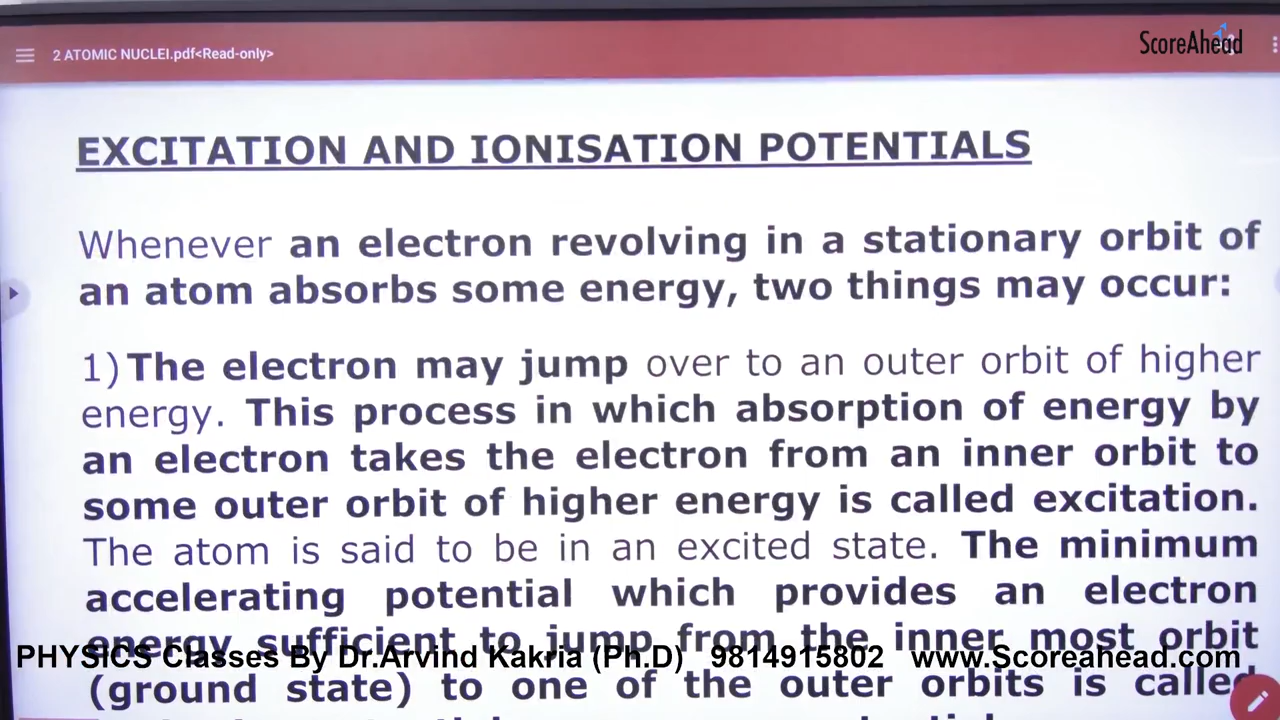 2 ATOMIC NUCLEI.pdf<Read-only>
ScoreAhead
EXCITATION AND IONISATION POTENTIALS
Whenever an electron revolving in a stationary orbit of
an atom absorbs some energy, two things may occur:
1) The electron may jump over to an outer orbit of higher
energy. This process in which absorption of energy by
an electron takes the electron from an inner orbit to
some outer orbit of higher energy is called excitation.
The atom is said to be in an excited state. The minimum
accelerating potential which provides an electron
energy sufficient to jump from the inner most orbit
PHYSICS Classes By Dr.Arvind Kakria (Ph.D) 9814915802 www.Scoreahead.com
(ground state) to one of the outer orbits is called